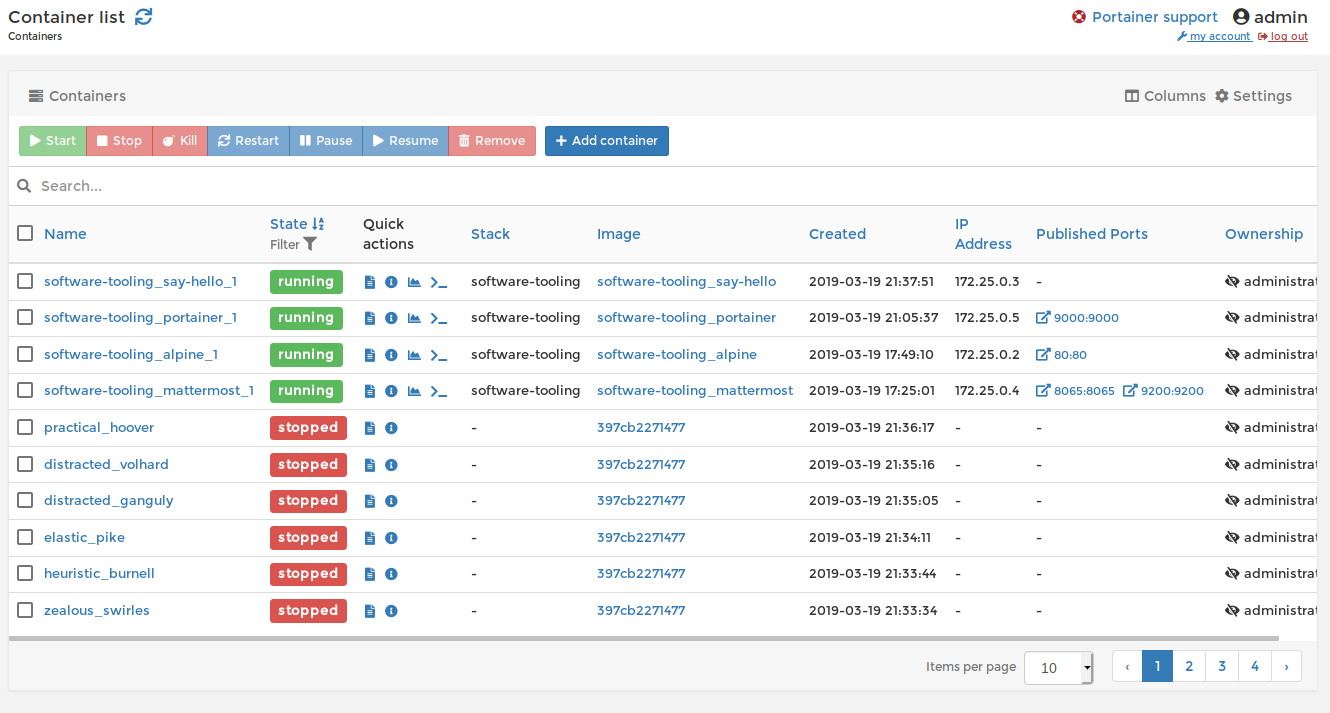 Container list
Portainer support admin
Containers
my account log out
Containers
Columns Settings
Start Stop Kill Restart Pause Resume Remove Add container
Search...
Name State Filter Quick actions Stack Image Created IP Address Published Ports Ownership
software-tooling_say-hello_1 running software-tooling software-tooling_say-hello 2019-03-19 21:37:51 172.25.0.3 - administrat
software-tooling_portainer_1 running software-tooling software-tooling_portainer 2019-03-19 21:05:37 172.25.0.5 9000:9000 administrat
software-tooling_alpine_1 running software-tooling software-tooling_alpine 2019-03-19 17:49:10 172.25.0.2 80:80 administrat
software-tooling_mattermost_1 running software-tooling software-tooling_mattermost 2019-03-19 17:25:01 172.25.0.4 8065:8065 9200:9200 administrat
practical_hoover stopped - 397cb2271477 2019-03-19 21:36:17 - - administrat
distracted_volhard stopped - 397cb2271477 2019-03-19 21:35:16 - - administrat
distracted_ganguly stopped - 397cb2271477 2019-03-19 21:35:05 - - administrat
elastic_pike stopped - 397cb2271477 2019-03-19 21:34:11 - - administrat
heuristic_burnell stopped - 397cb2271477 2019-03-19 21:33:44 - - administrat
zealous_swirles stopped - 397cb2271477 2019-03-19 21:33:34 - - administrat
Items per page 10 ‹ 1 2 3 4 ›